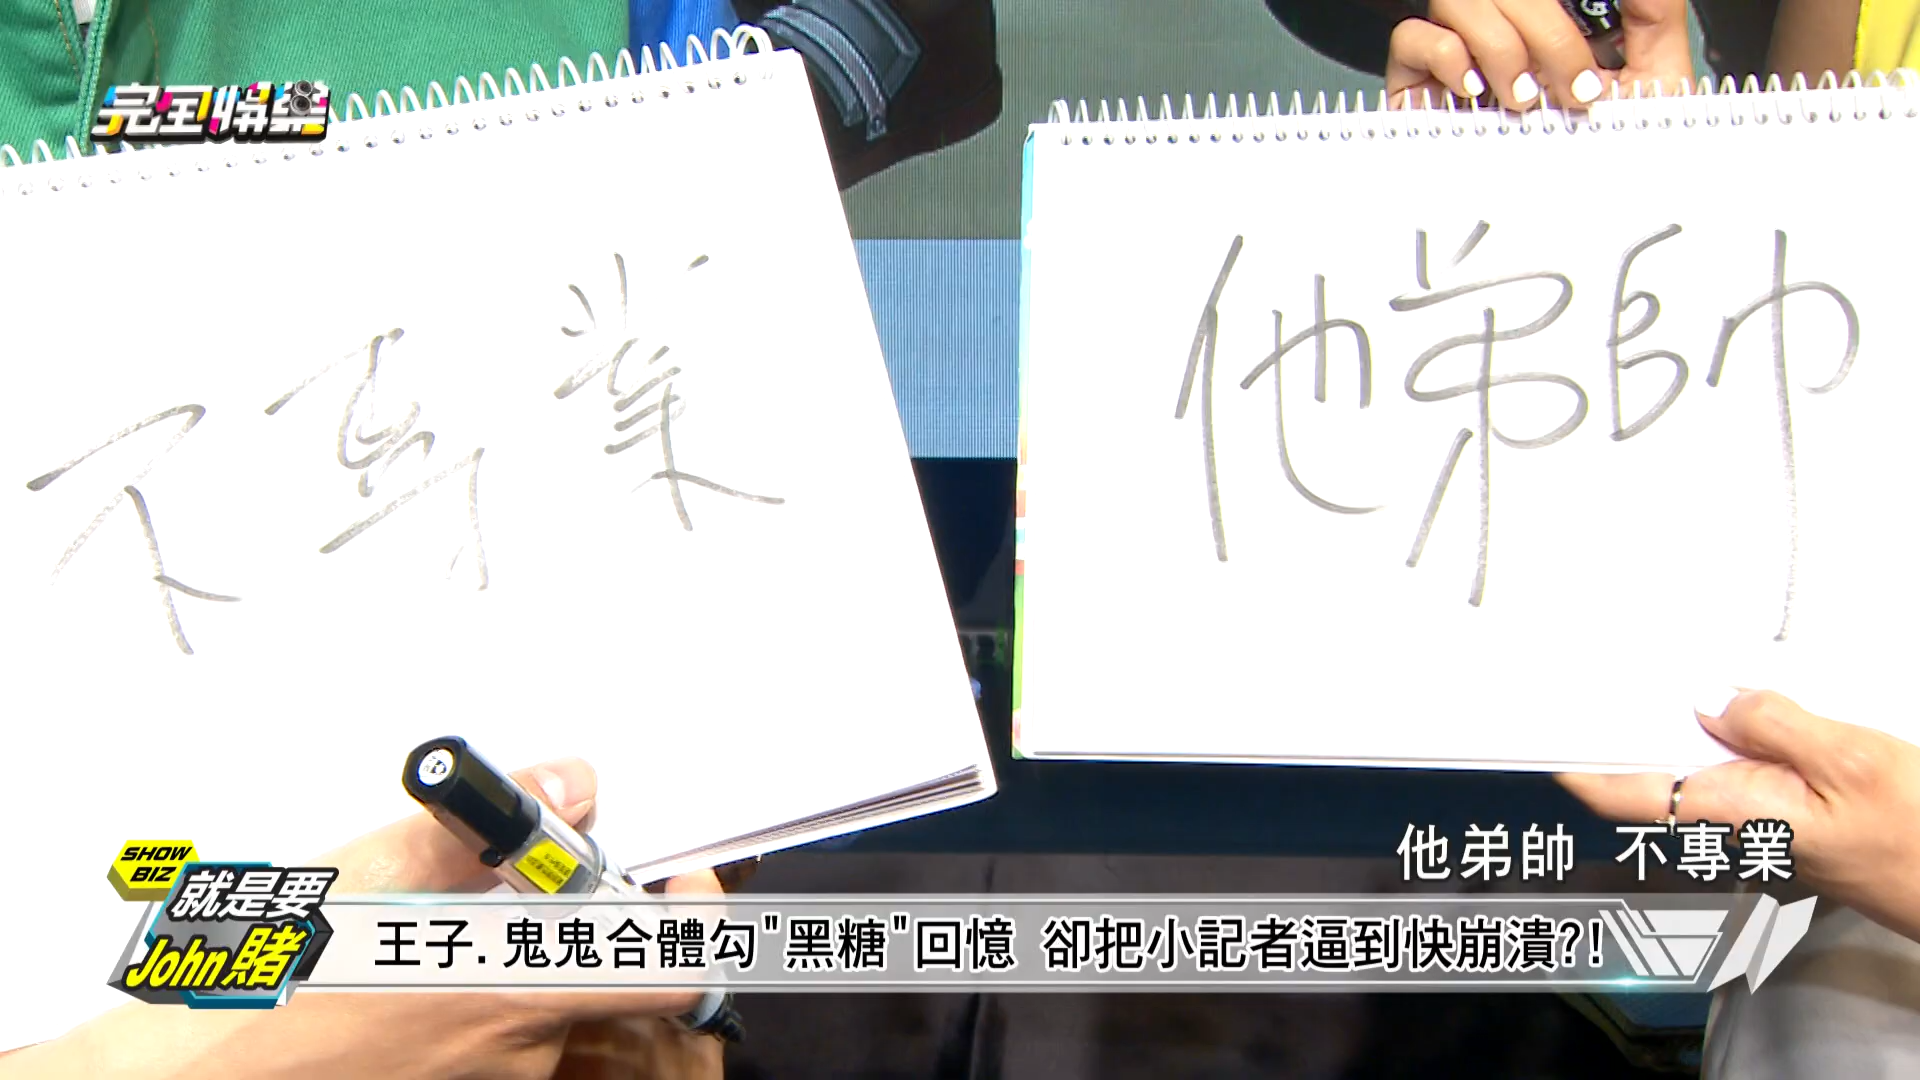 完全娛樂
不專業
他弟帥
ター
他弟帥 不專業
SHOW
BIZ
就是要
John賭
王子.鬼鬼合體勾"黑糖"回憶 卻把小記者逼到快崩潰?!